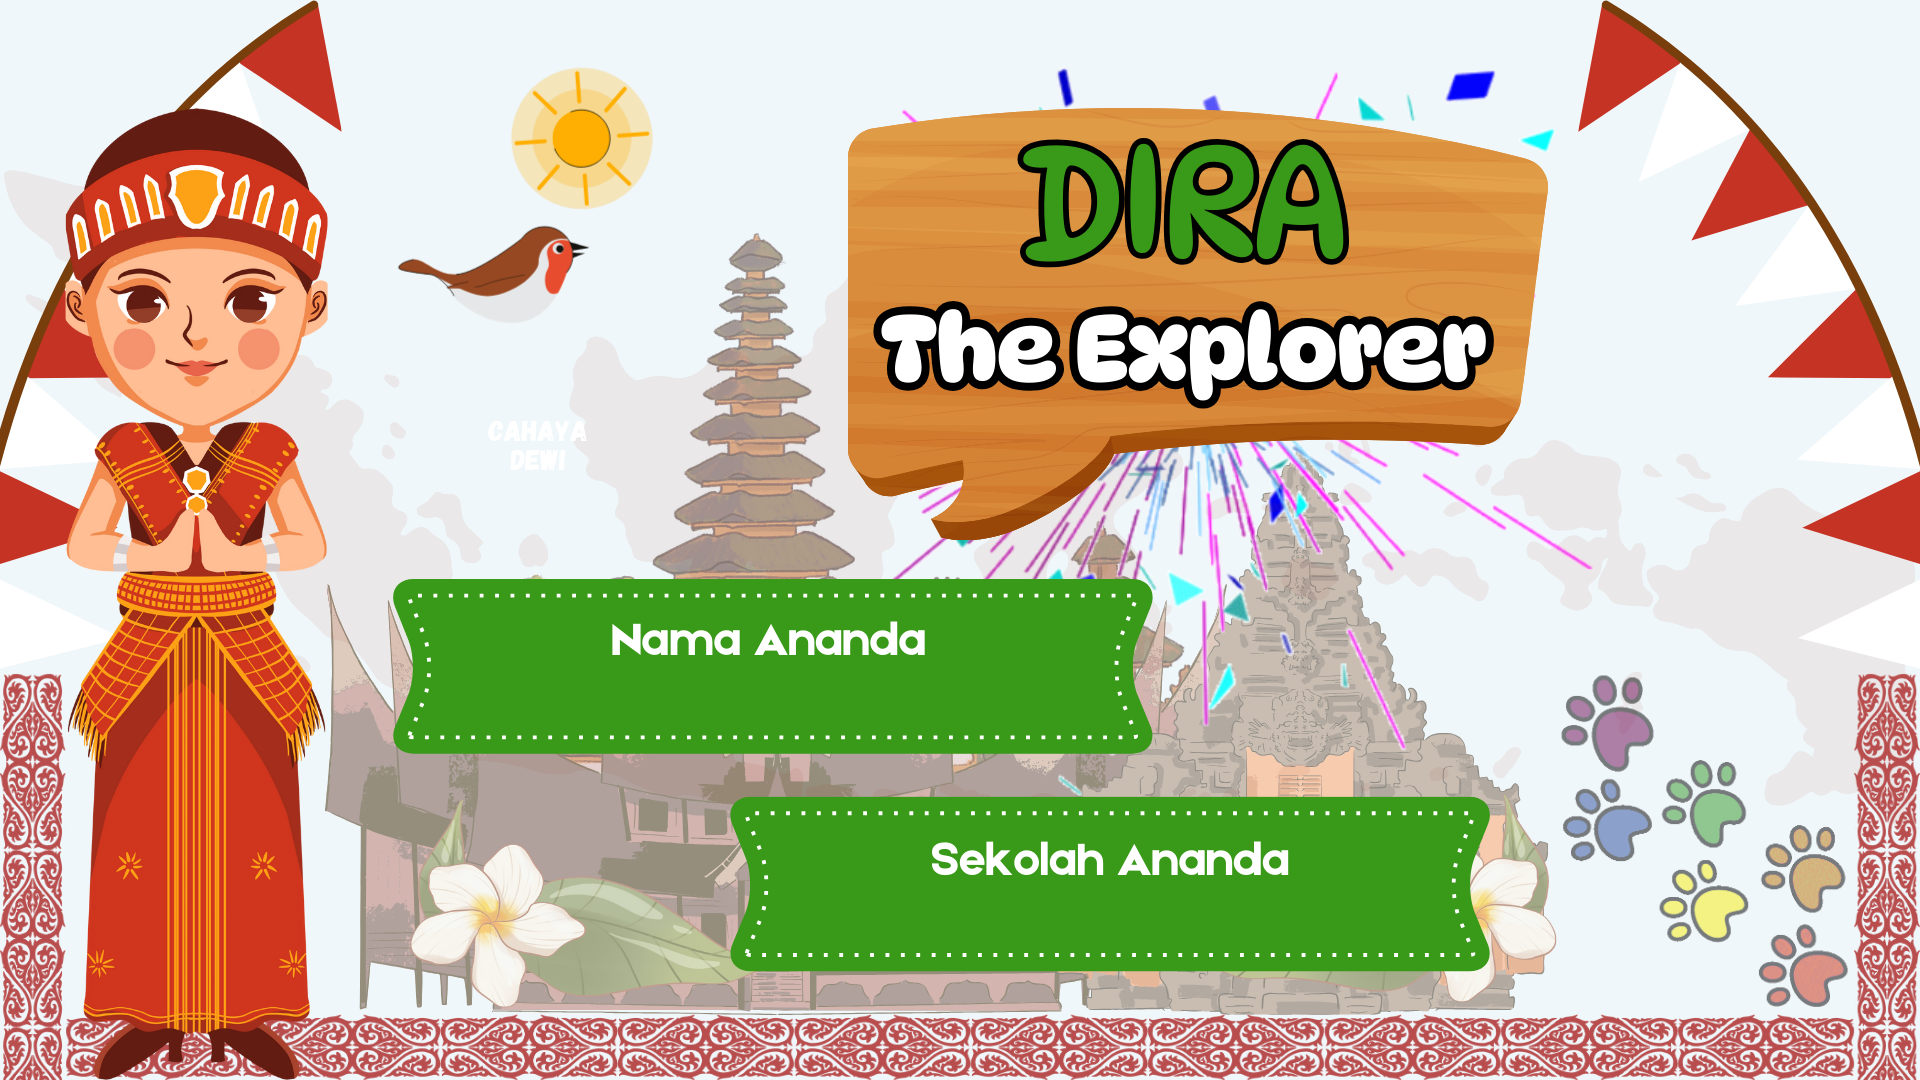 DIRA
The Explorer
CAHAYA
DEWI
Nama Ananda
Sekolah Ananda